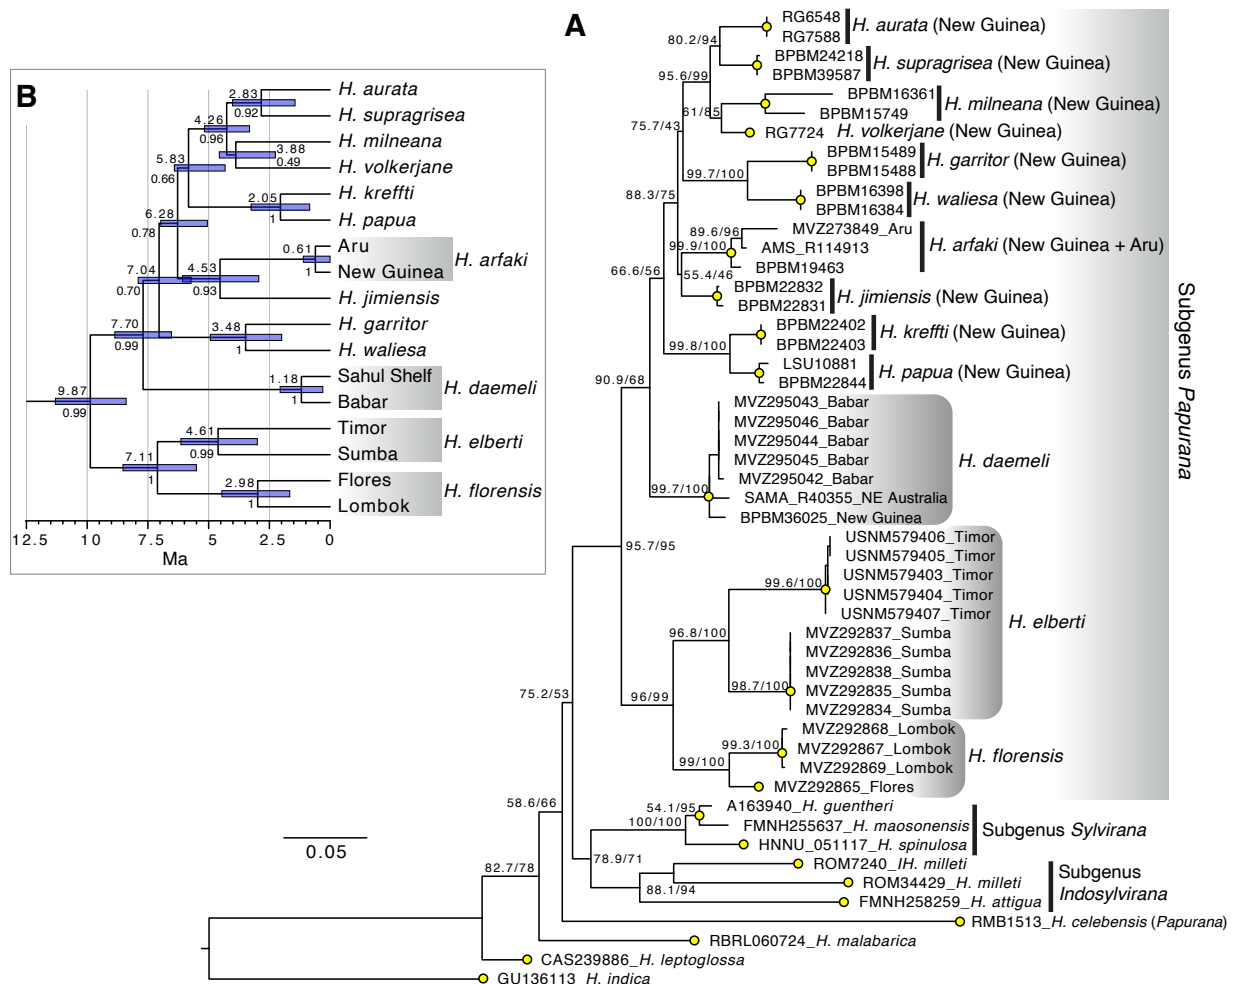 A
B
H. aurata
H. supragrisea
H. milneana
H. volkerjane
H. kreffti
H. papua
Aru
New Guinea
H. arfaki
H. jimiensis
H. garritor
H. waliesa
Sahul Shelf
Babar
H. daemeli
Timor
Sumba
H. elberti
Flores
Lombok
H. florensis
2.83
0.92
4.26
0.96
3.88
0.49
5.83
0.66
2.05
1
6.28
0.78
0.61
1
4.53
0.93
7.04
0.70
3.48
1
7.70
0.99
1.18
1
9.87
0.99
4.61
0.99
7.11
1
2.98
1
12.5 10 7.5 5 2.5 0
Ma
RG6548
RG7588
H. aurata (New Guinea)
80.2/94
BPBM24218
BPBM39587
H. supragrisea (New Guinea)
95.6/99
BPBM16361
BPBM15749
H. milneana (New Guinea)
61/85
RG7724 H. volkerjane (New Guinea)
75.7/43
BPBM15489
BPBM15488
H. garritor (New Guinea)
99.7/100
BPBM16398
BPBM16384
H. waliesa (New Guinea)
88.3/75
MVZ273849_Aru
89.6/96
AMS_R114913
99.9/100
BPBM19463
H. arfaki (New Guinea + Aru)
66.6/56
55.4/46
BPBM22832
BPBM22831
H. jimiensis (New Guinea)
BPBM22402
BPBM22403
H. kreffti (New Guinea)
99.8/100
LSU10881
BPBM22844
H. papua (New Guinea)
90.9/68
MVZ295043_Babar
MVZ295046_Babar
MVZ295044_Babar
MVZ295045_Babar
MVZ295042_Babar
99.7/100
SAMA_R40355_NE Australia
BPBM36025_New Guinea
H. daemeli
95.7/95
USNM579406_Timor
USNM579405_Timor
USNM579403_Timor
USNM579404_Timor
USNM579407_Timor
99.6/100
H. elberti
96.8/100
MVZ292837_Sumba
MVZ292836_Sumba
MVZ292838_Sumba
MVZ292835_Sumba
MVZ292834_Sumba
98.7/100
96/99
MVZ292868_Lombok
MVZ292867_Lombok
MVZ292869_Lombok
99.3/100
99/100
MVZ292865_Flores
H. florensis
Subgenus Papurana
75.2/53
58.6/66
A163940_H. guentheri
54.1/95
FMNH255637_H. maosonensis
100/100
HNNU_051117_H. spinulosa
Subgenus Sylvirana
78.9/71
ROM7240_IH. milleti
ROM34429_H. milleti
88.1/94
FMNH258259_H. attigua
Subgenus
Indosylvirana
82.7/78
RMB1513_H. celebensis (Papurana)
RBRL060724_H. malabarica
CAS239886_H. leptoglossa
GU136113 H. indica
0.05